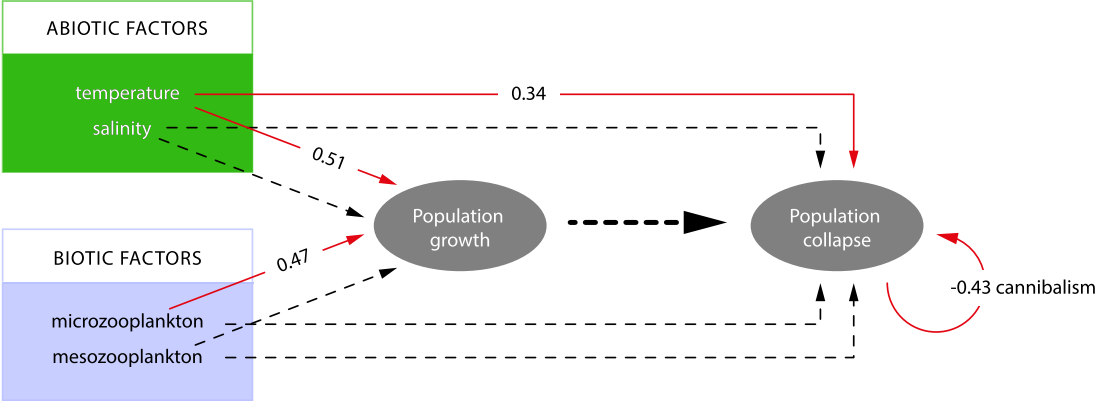 ABIOTIC FACTORS
temperature
salinity
0.34
0.51
Population
growth
Population
collapse
BIOTIC FACTORS
0.47
microzooplankton
mesozooplankton
-0.43 cannibalism